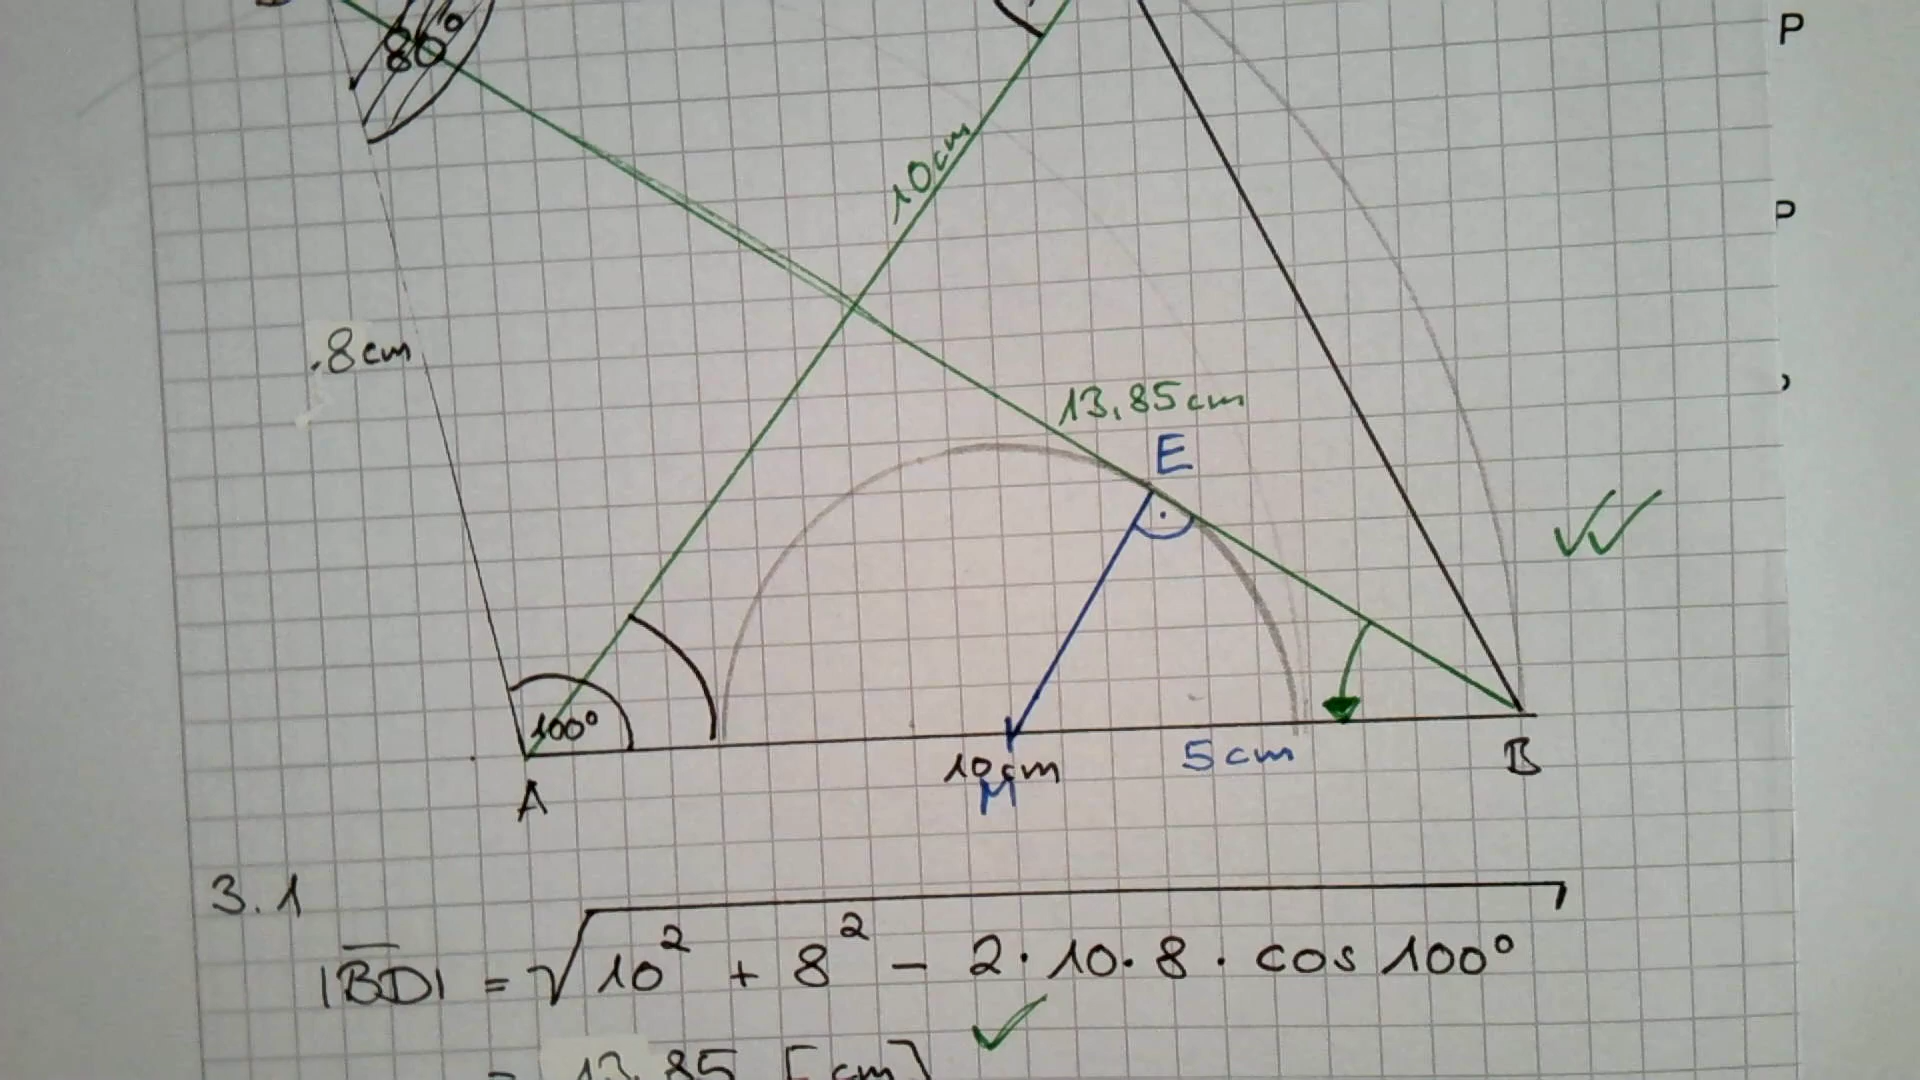 80°
P
10cm
P
8cm
13,85cm
E
100°
10cm
5cm
B
M
A
3.1
|BD| = √10² + 8² - 2·10·8·cos 100°
= 13,85 [cm]